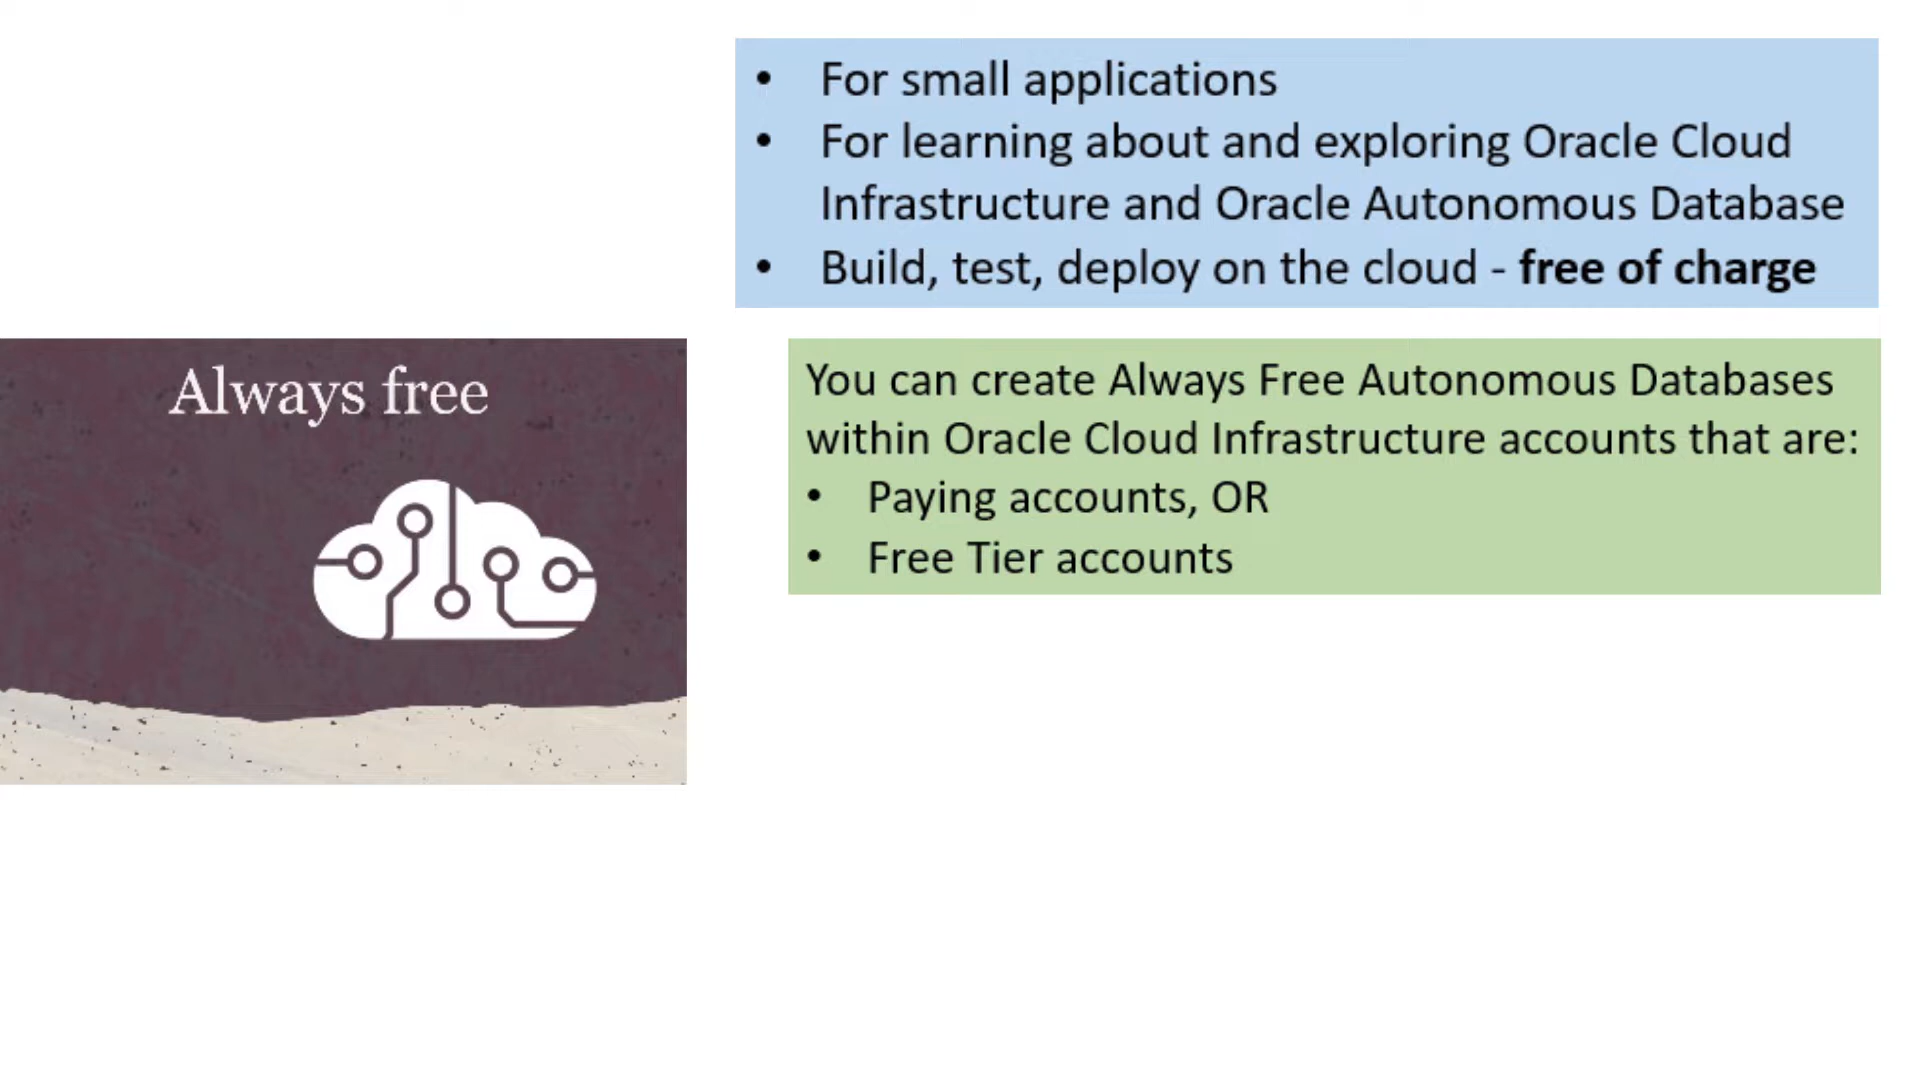 • For small applications
• For learning about and exploring Oracle Cloud
Infrastructure and Oracle Autonomous Database
• Build, test, deploy on the cloud - free of charge
Always free
You can create Always Free Autonomous Databases
within Oracle Cloud Infrastructure accounts that are:
• Paying accounts, OR
• Free Tier accounts